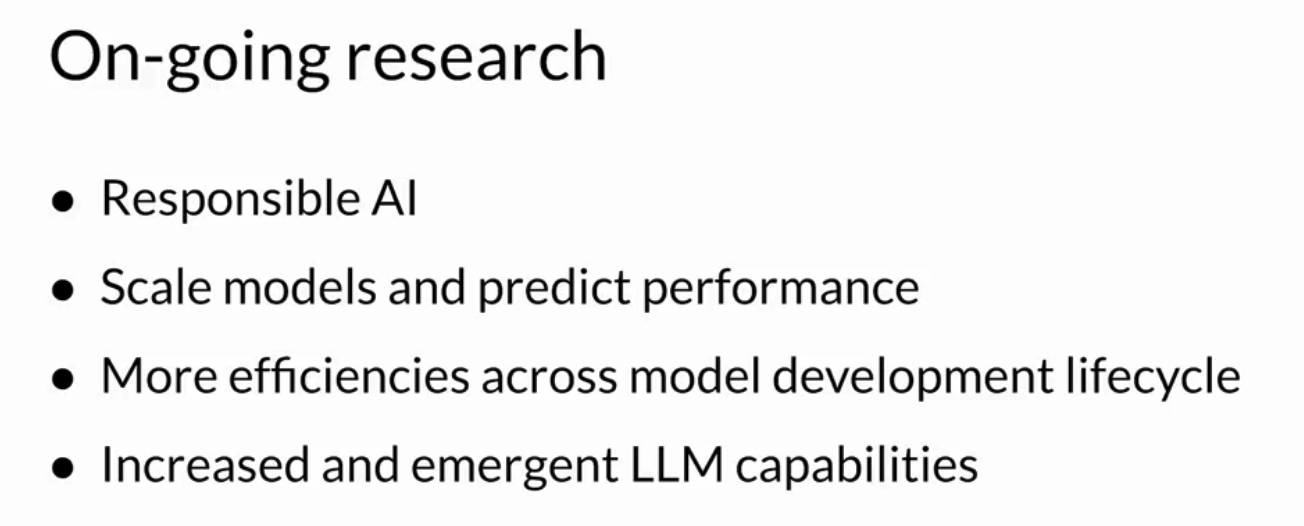 On-going research
● Responsible AI
● Scale models and predict performance
● More efficiencies across model development lifecycle
● Increased and emergent LLM capabilities